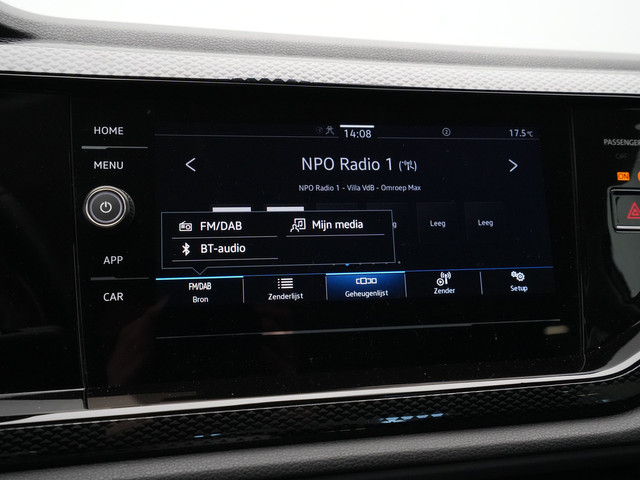 HOME
MENU
APP
CAR
14:08
17.5°C
NPO Radio 1
NPO Radio 1 - Villa VdB - Omroep Max
FM/DAB
Mijn media
BT-audio
Leeg
Leeg
FM/DAB
Bron
Zenderlijst
Geheugenlijst
Zender
Setup
PASSENGER
ON